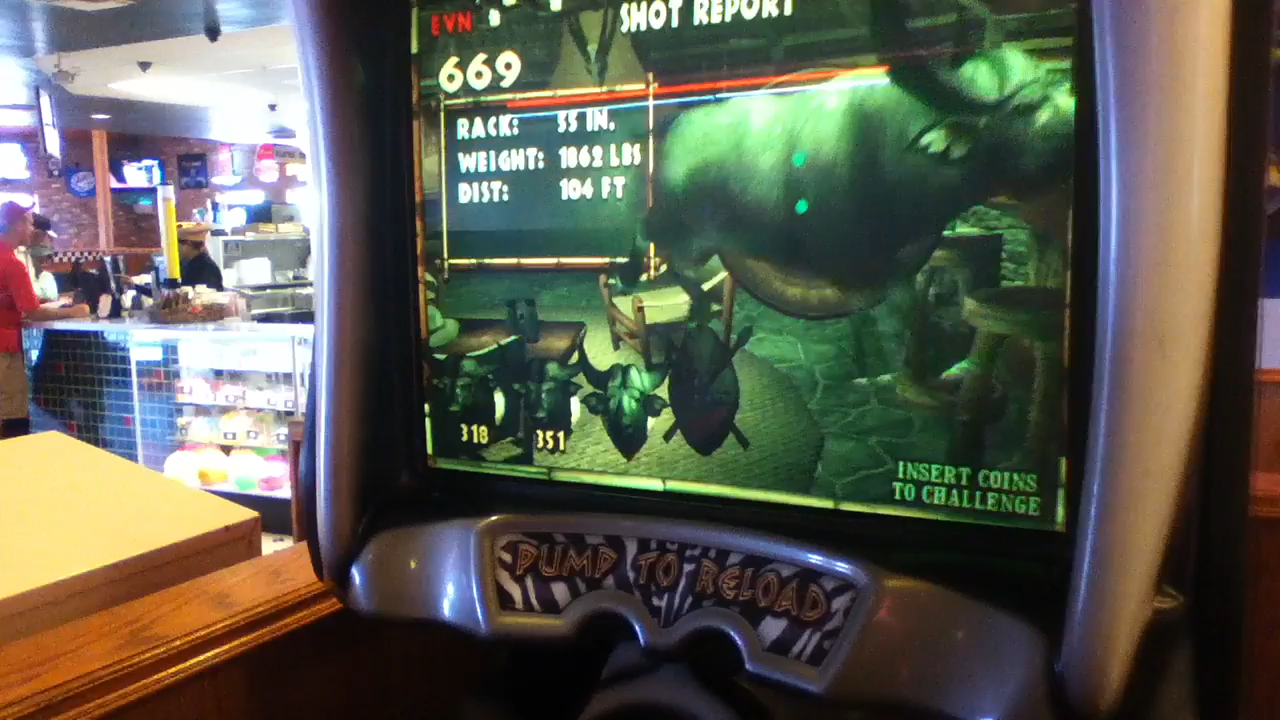 EVN
SHOT REPORT
669
RACK: 55 IN.
WEIGHT: 1862 LBS
DIST: 104 FT
318
351
INSERT COINS
TO CHALLENGE
PUMP TO RELOAD